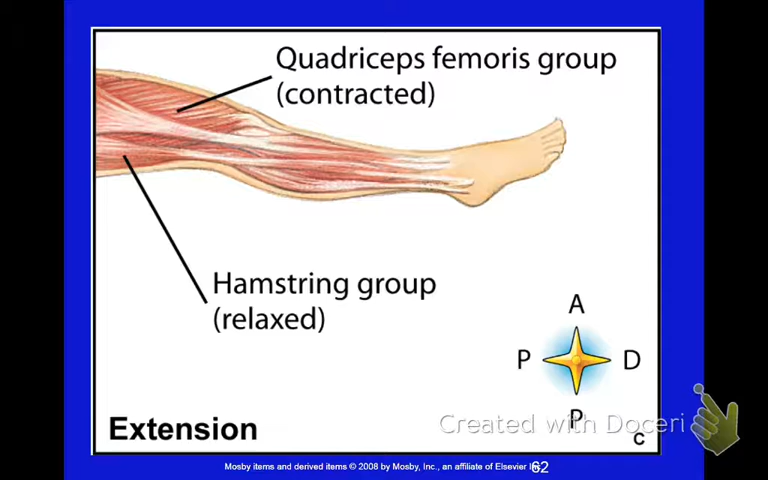 Quadriceps femoris group
(contracted)
Hamstring group
(relaxed)
A
P
D
P
Created with Doceri
Extension
C
Mosby items and derived items © 2008 by Mosby, Inc., an affiliate of Elsevier
62